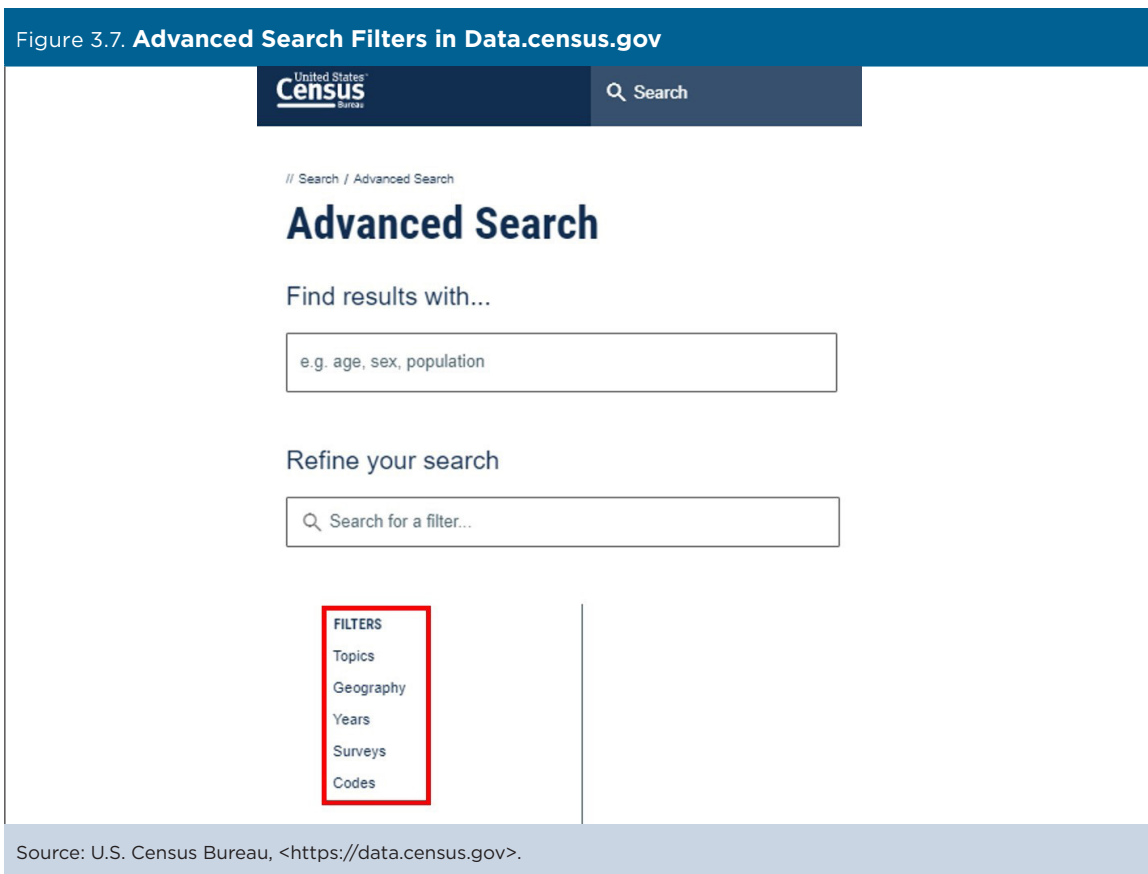 Figure 3.7. Advanced Search Filters in Data.census.gov
United States™
Census
Bureau
Search
// Search / Advanced Search
Advanced Search
Find results with...
e.g. age, sex, population
Refine your search
Search for a filter...
FILTERS
Topics
Geography
Years
Surveys
Codes
Source: U.S. Census Bureau, <https://data.census.gov>.